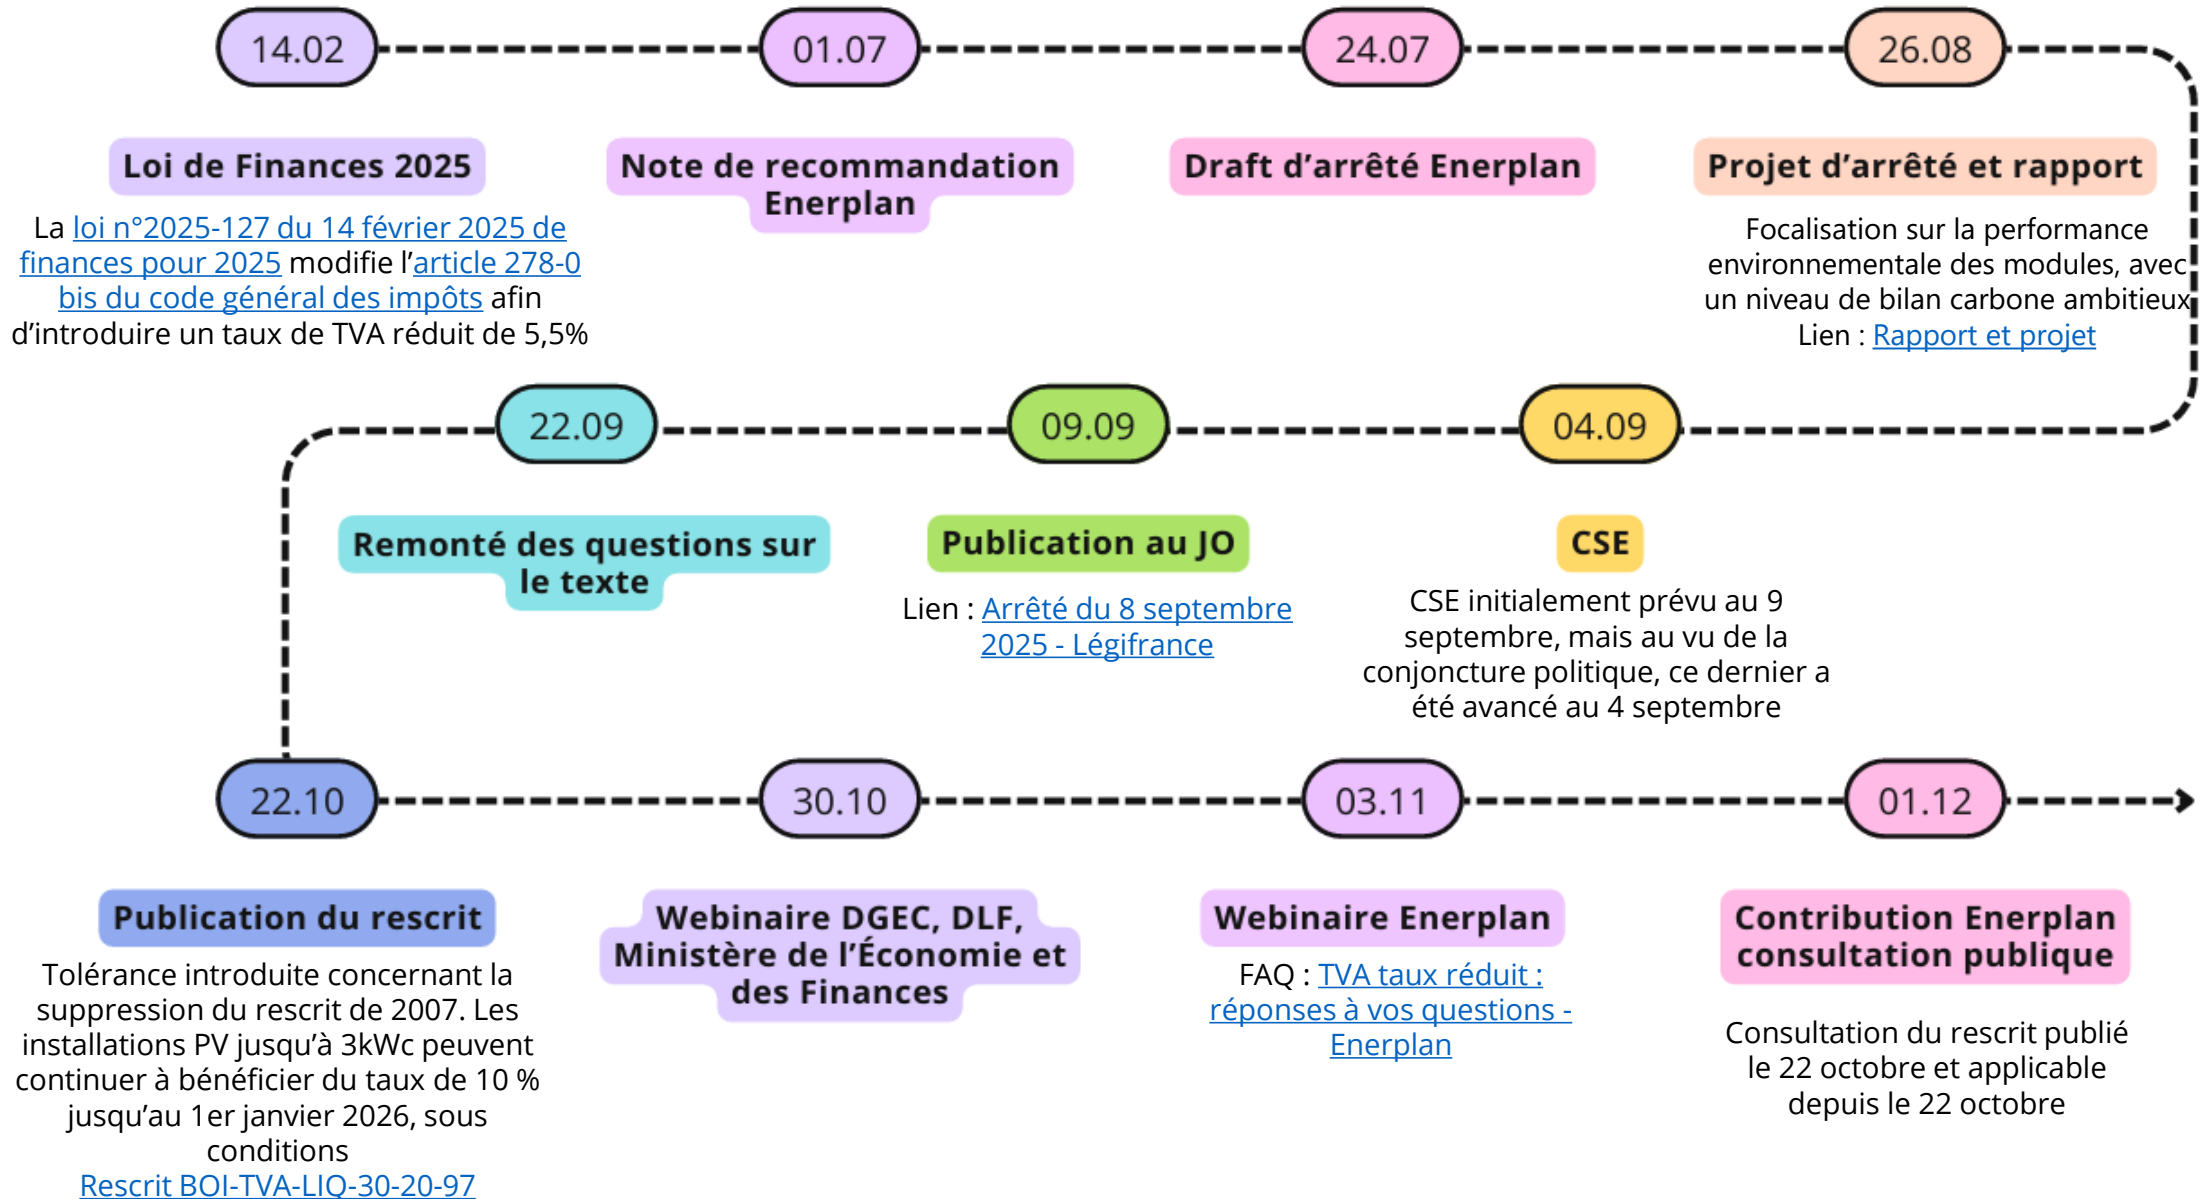 14.02
01.07
24.07
26.08
Loi de Finances 2025
La loi n°2025-127 du 14 février 2025 de
finances pour 2025 modifie l’article 278-0
bis du code général des impôts afin
d’introduire un taux de TVA réduit de 5,5%
Note de recommandation
Enerplan
Draft d’arrêté Enerplan
Projet d’arrêté et rapport
Focalisation sur la performance
environnementale des modules, avec
un niveau de bilan carbone ambitieux
Lien : Rapport et projet
04.09
CSE
CSE initialement prévu au 9
septembre, mais au vu de la
conjoncture politique, ce dernier a
été avancé au 4 septembre
09.09
Publication au JO
Lien : Arrêté du 8 septembre
2025 - Légifrance
22.09
Remonté des questions sur
le texte
22.10
Publication du rescrit
Tolérance introduite concernant la
suppression du rescrit de 2007. Les
installations PV jusqu’à 3kWc peuvent
continuer à bénéficier du taux de 10 %
jusqu’au 1er janvier 2026, sous
conditions
Rescrit BOI-TVA-LIQ-30-20-97
30.10
Webinaire DGEC, DLF,
Ministère de l’Économie et
des Finances
03.11
Webinaire Enerplan
FAQ : TVA taux réduit :
réponses à vos questions -
Enerplan
01.12
Contribution Enerplan
consultation publique
Consultation du rescrit publié
le 22 octobre et applicable
depuis le 22 octobre